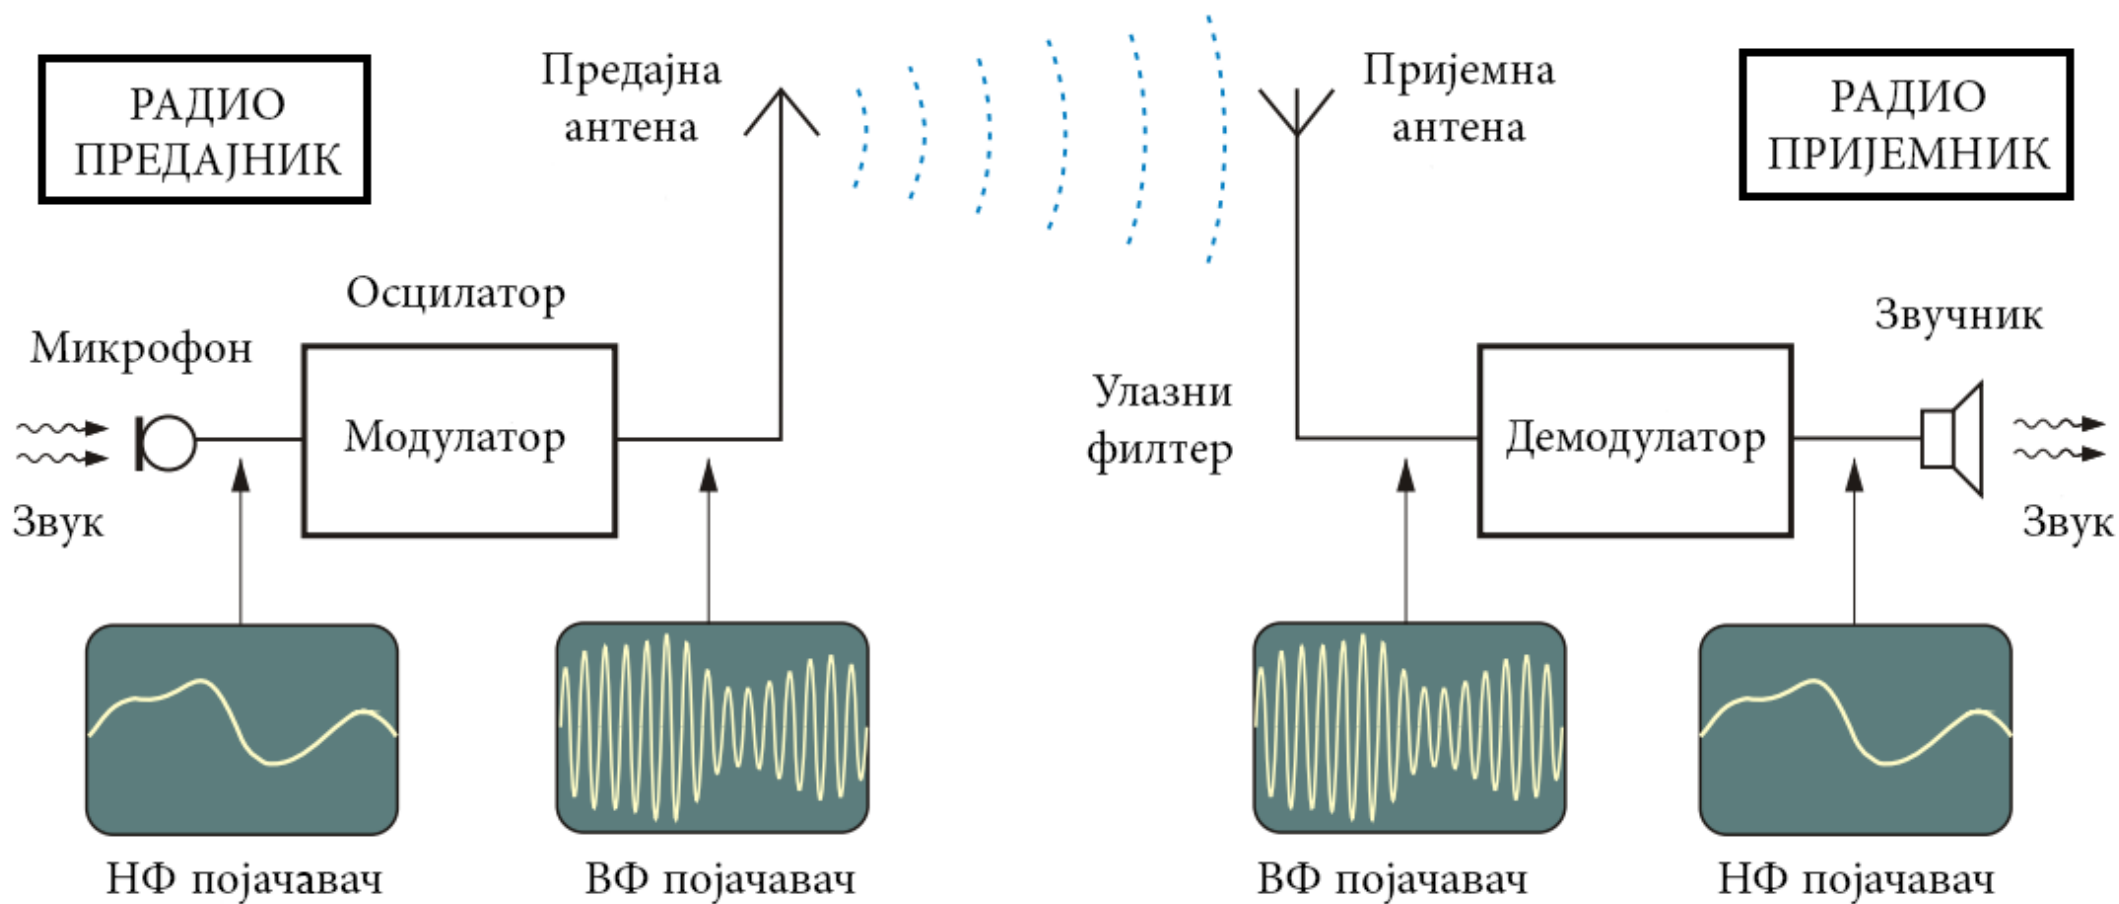 РАДИО
ПРЕДАЈНИК
Предајна
антена
Пријемна
антена
РАДИО
ПРИЈЕМНИК
Осцилатор
Микрофон
Модулатор
Звук
Улазни
филтер
Демодулатор
Звучник
Звук
НФ појачавач
ВФ појачавач
ВФ појачавач
НФ појачавач